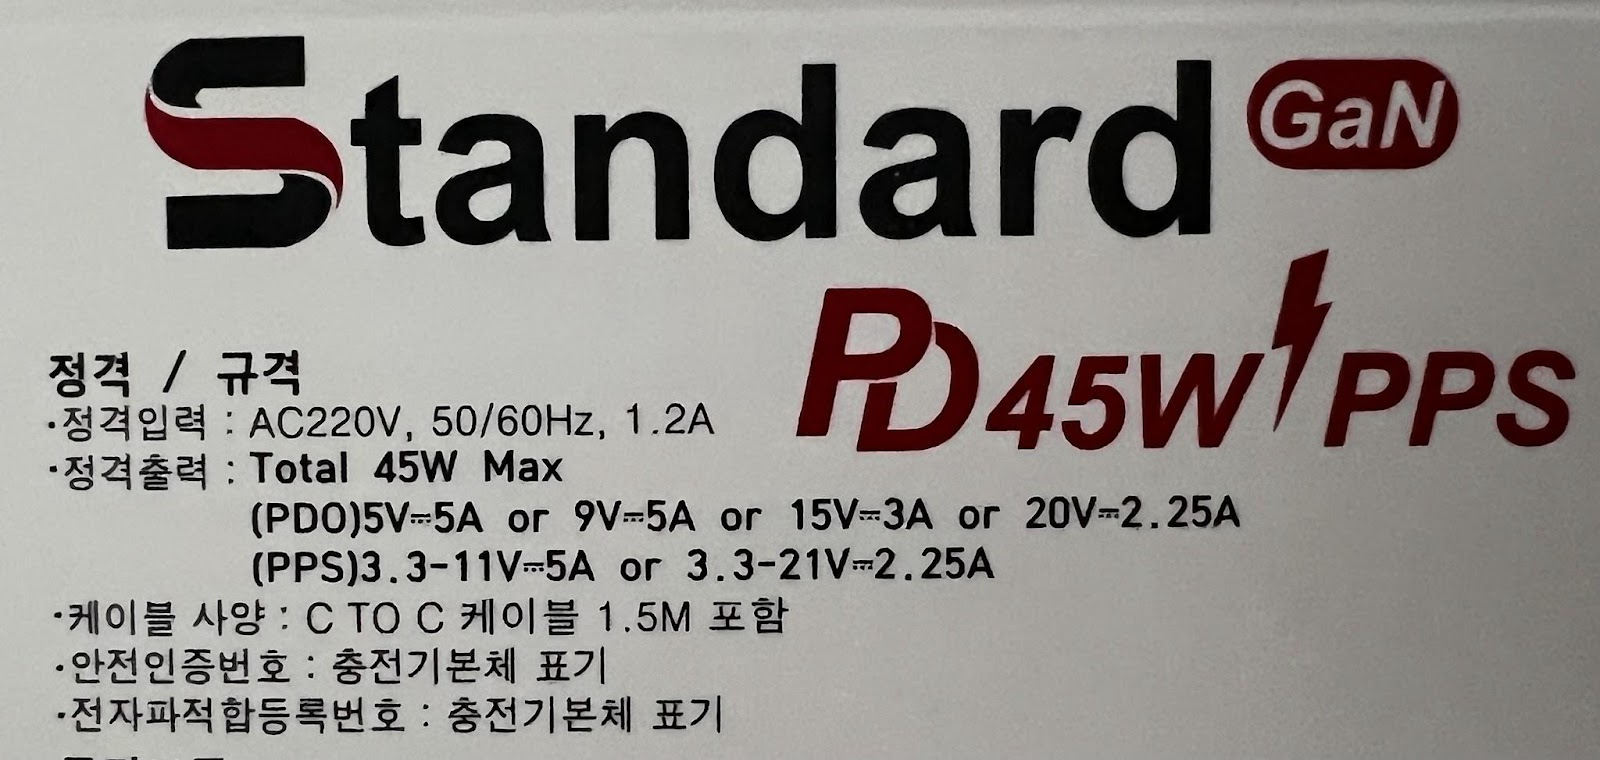 Standard GaN
PD 45W PPS
정격 / 규격
·정격입력 : AC220V, 50/60Hz, 1.2A
·정격출력 : Total 45W Max
(PDO)5V⎓5A or 9V⎓5A or 15V⎓3A or 20V⎓2.25A
(PPS)3.3-11V⎓5A or 3.3-21V⎓2.25A
·케이블 사양 : C TO C 케이블 1.5M 포함
·안전인증번호 : 충전기본체 표기
·전자파적합등록번호 : 충전기본체 표기